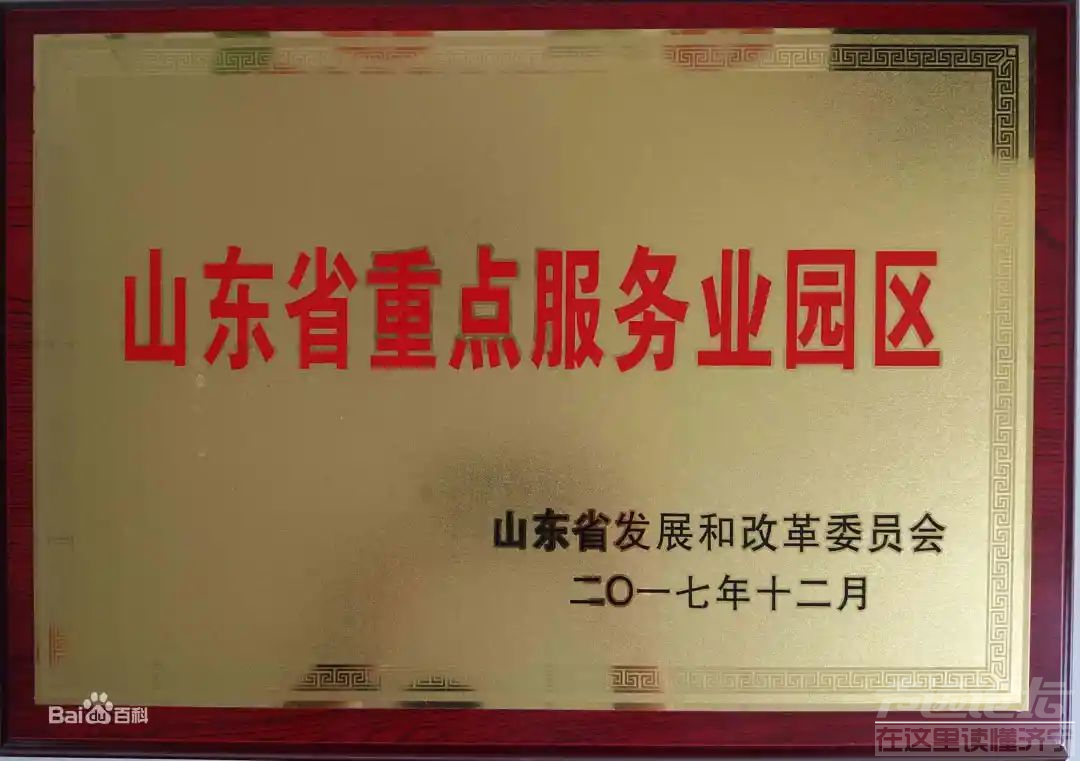 山东省重点服务业园区
山东省发展和改革委员会
二〇一七年十二月
Bai百科
在这里读懂济宁